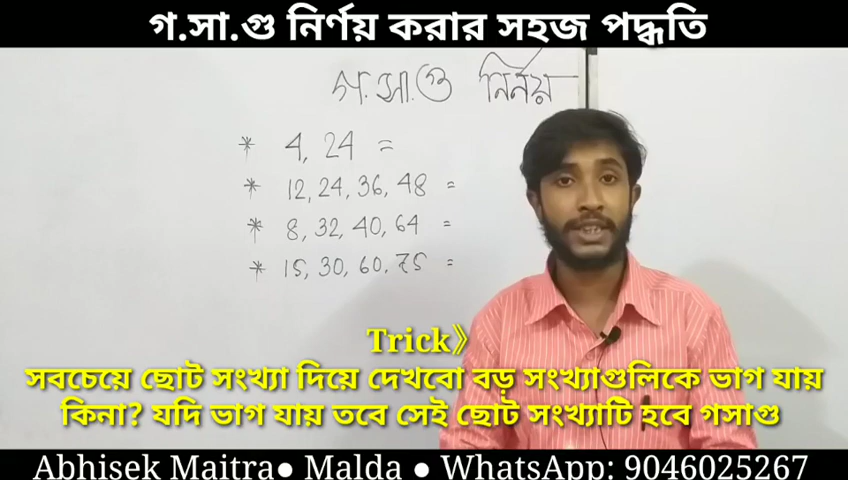 গ.সা.গু নির্ণয় করার সহজ পদ্ধতি
গ.সা.গু নির্নয়
* 4, 24 =
* 12, 24, 36, 48 =
* 8, 32, 40, 64 =
* 15, 30, 60, 75 =
Trick》
সবচেয়ে ছোট সংখ্যা দিয়ে দেখবো বড় সংখ্যাগুলিকে ভাগ যায়
কিনা? যদি ভাগ যায় তবে সেই ছোট সংখ্যাটি হবে গসাগু
Abhisek Maitra● Malda ● WhatsApp: 9046025267